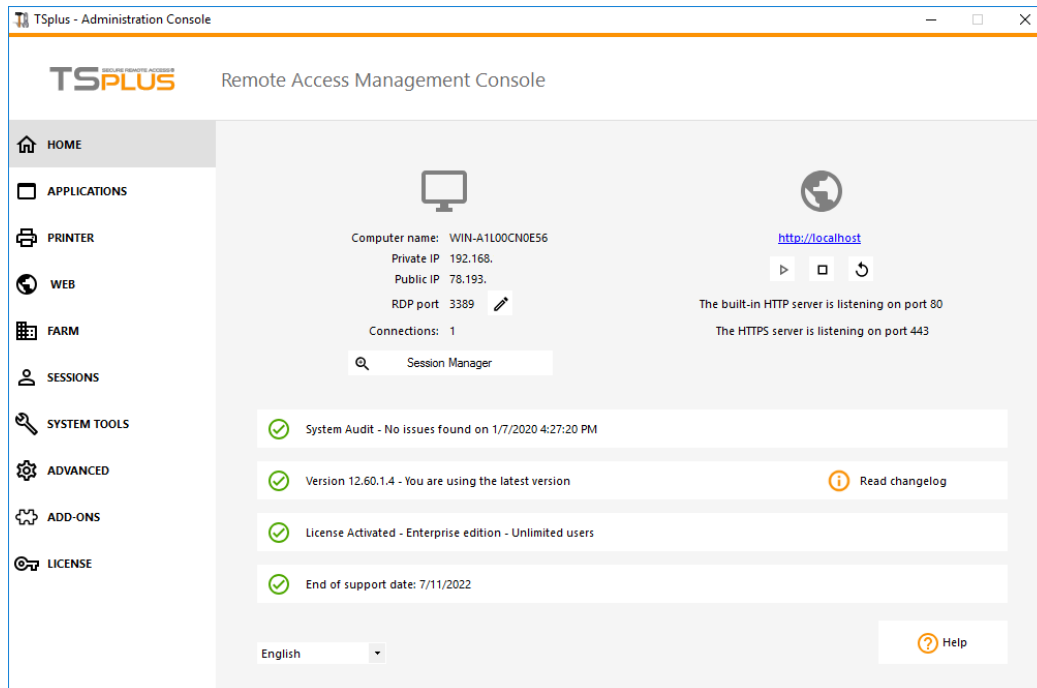 TSplus - Administration Console
TSPLUS
SECURE REMOTE ACCESS®
Remote Access Management Console
HOME
APPLICATIONS
PRINTER
WEB
FARM
SESSIONS
SYSTEM TOOLS
ADVANCED
ADD-ONS
LICENSE
Computer name: WIN-A1L00CN0E56
Private IP 192.168.
Public IP 78.193.
RDP port 3389
Connections: 1
Session Manager
http://localhost
The built-in HTTP server is listening on port 80
The HTTPS server is listening on port 443
System Audit - No issues found on 1/7/2020 4:27:20 PM
Version 12.60.1.4 - You are using the latest version
Read changelog
License Activated - Enterprise edition - Unlimited users
End of support date: 7/11/2022
English
Help